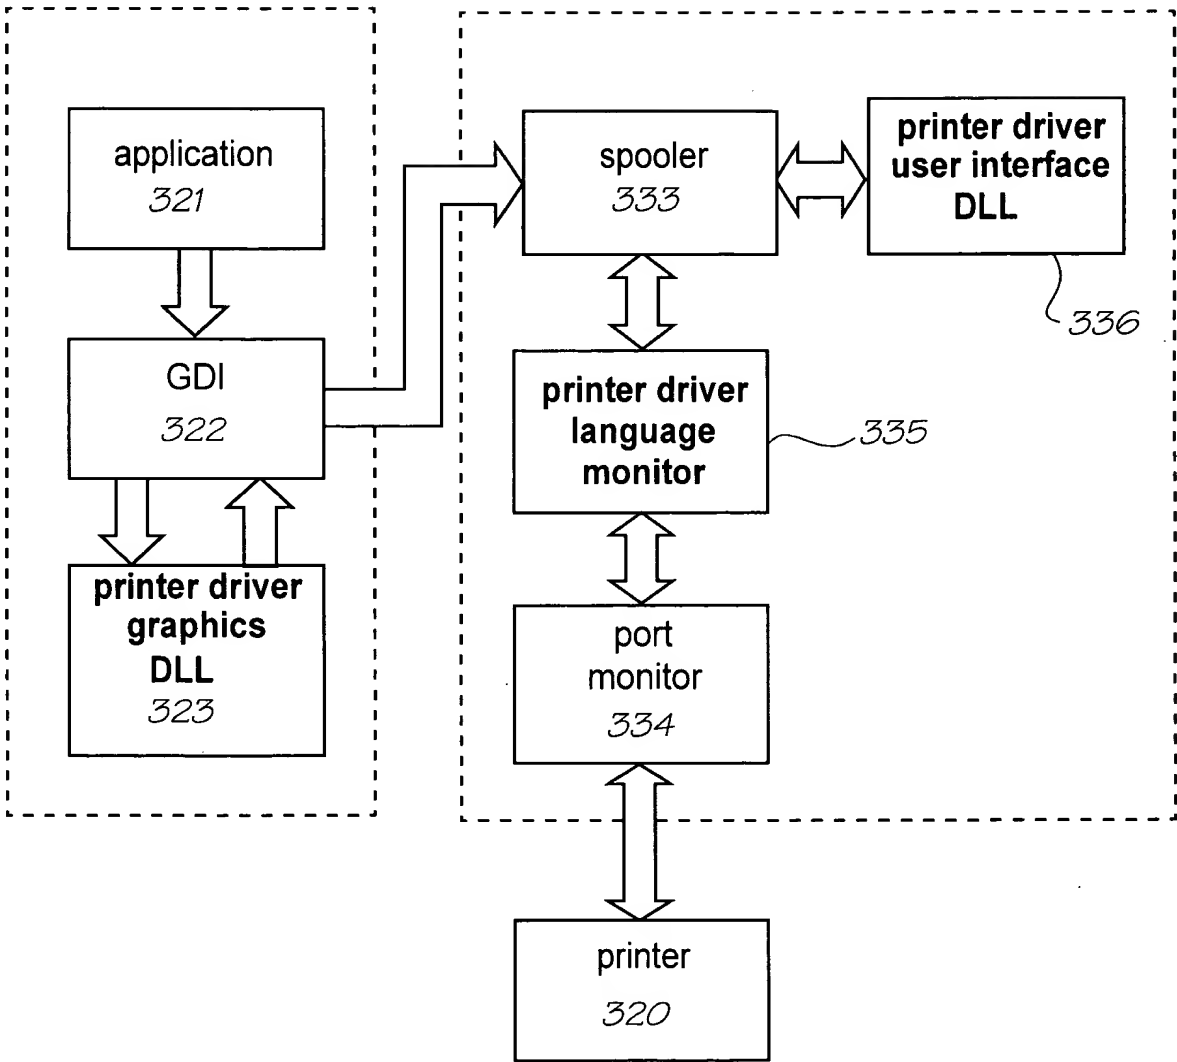 application
321
GDI
322
printer driver
graphics
DLL
323
spooler
333
printer driver
user interface
DLL
336
printer driver
language
monitor
335
port
monitor
334
printer
320